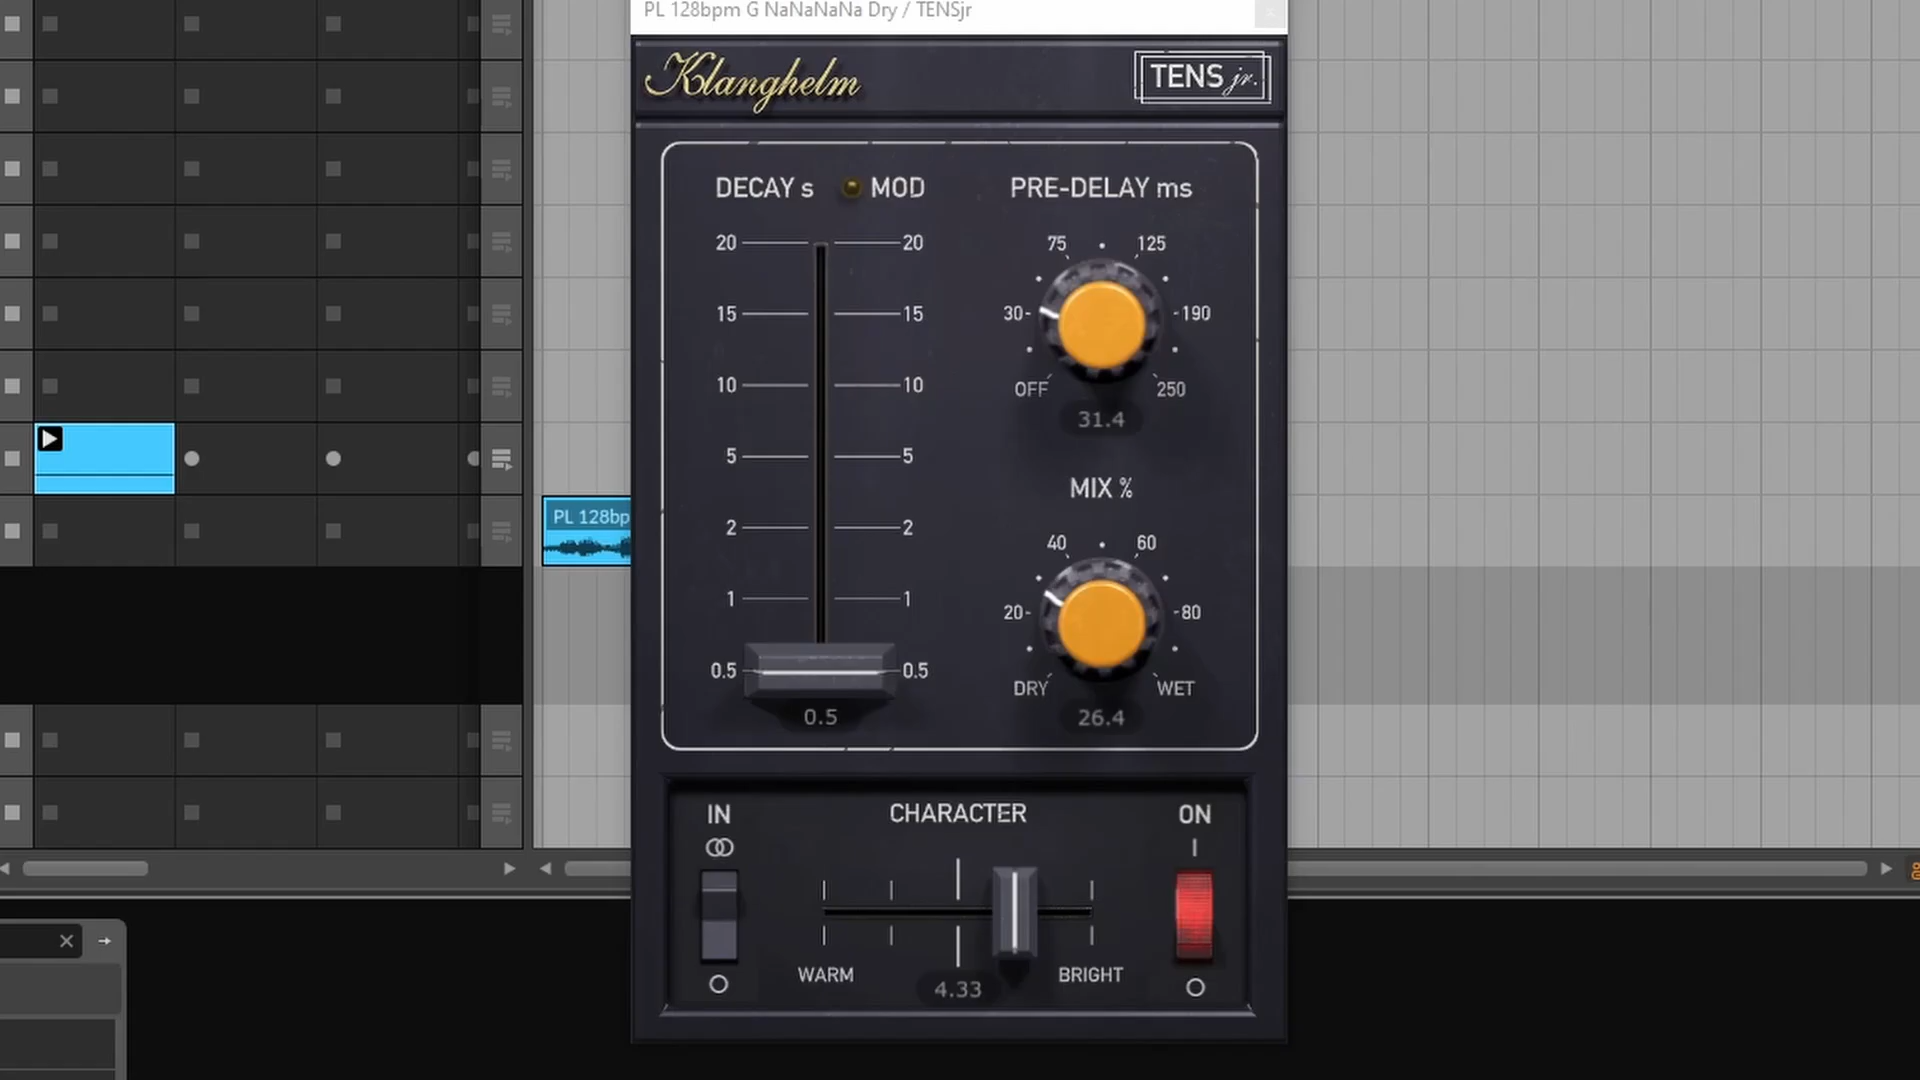 PL 128bpm G NaNaNaNa Dry / TENSjr
Klanghelm
TENS jr.
DECAY s MOD
PRE-DELAY ms
20 20
15 15
10 10
5 5
2 2
1 1
0.5 0.5
0.5
75 125
30 190
OFF 250
31.4
MIX %
40 60
20 80
DRY WET
26.4
PL 128bp
IN
CHARACTER
ON
I
WARM
BRIGHT
4.33